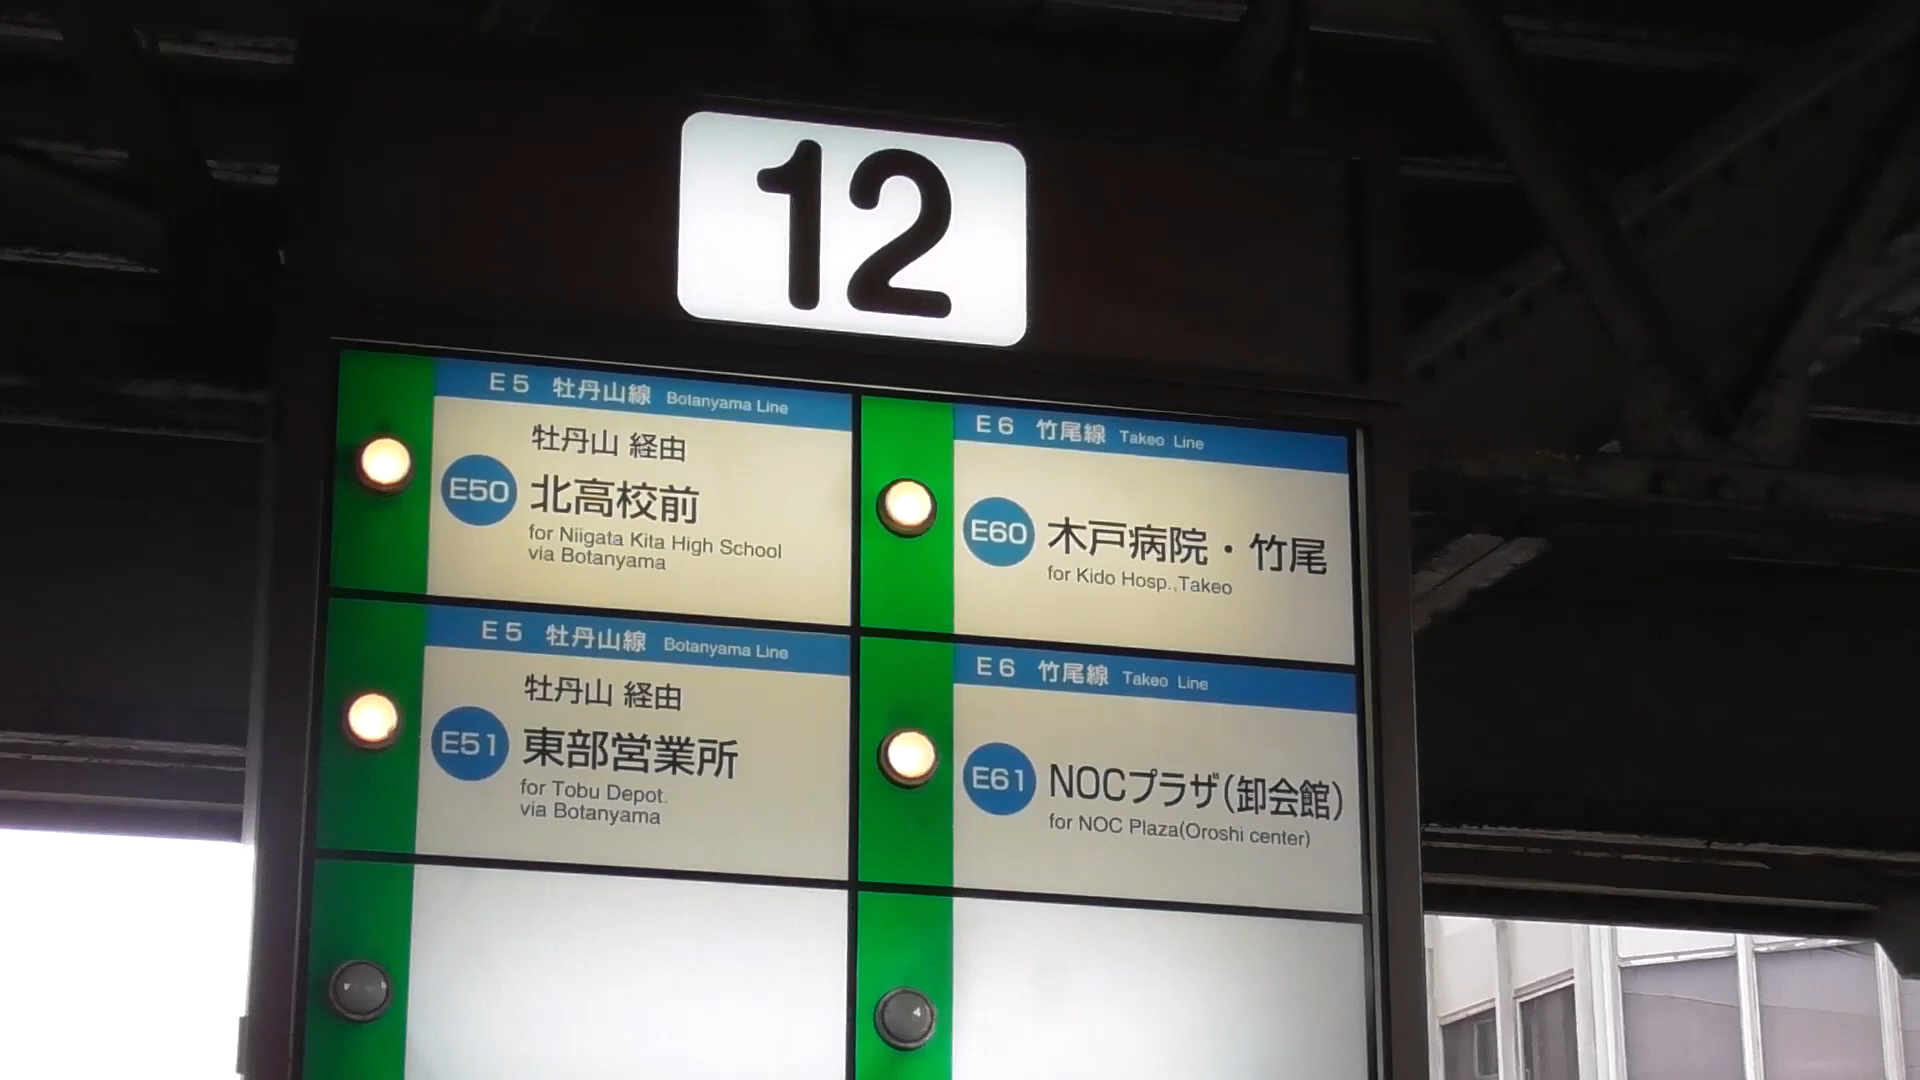 12
E5 牡丹山線 Botanyama Line
牡丹山 経由
E50 北高校前
for Niigata Kita High School
via Botanyama
E6 竹尾線 Takeo Line
E60 木戸病院・竹尾
for Kido Hosp.,Takeo
E5 牡丹山線 Botanyama Line
牡丹山 経由
E51 東部営業所
for Tobu Depot.
via Botanyama
E6 竹尾線 Takeo Line
E61 NOCプラザ(卸会館)
for NOC Plaza(Oroshi center)